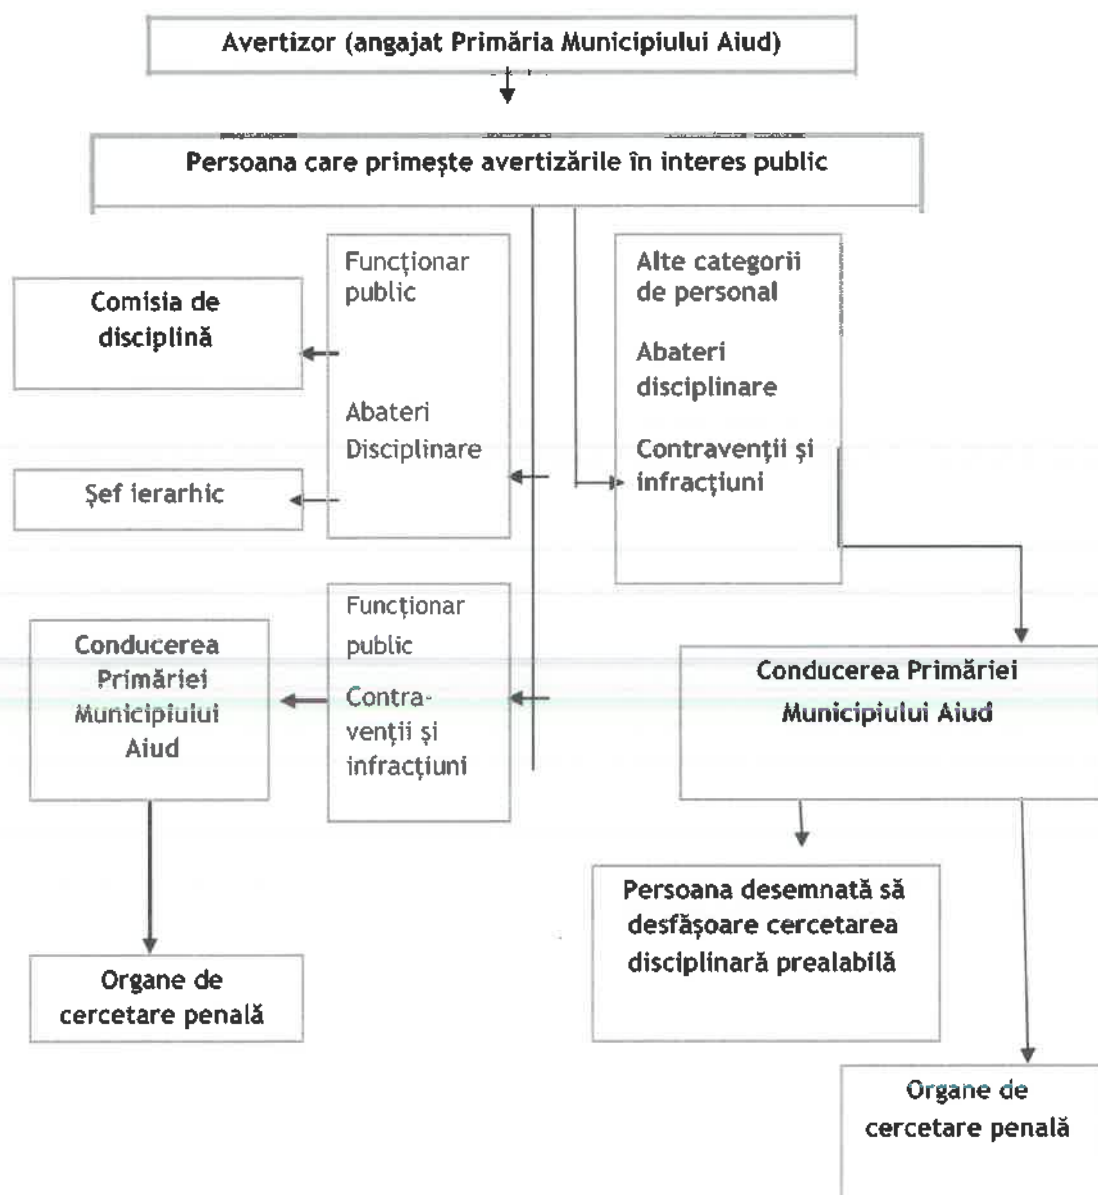 Avertizor (angajat Primăria Municipiului Aiud)
Persoana care primește avertizările în interes public
Funcționar
public
Abateri
Disciplinare
Alte categorii
de personal
Abateri
disciplinare
Contravenții și
infracțiuni
Comisia de
disciplină
Șef ierarhic
Funcționar
public
Contra-
venții și
infracțiuni
Conducerea
Primăriei
Municipiului
Aiud
Conducerea Primăriei
Municipiului Aiud
Persoana desemnată să
desfășoare cercetarea
disciplinară prealabilă
Organe de
cercetare penală
Organe de
cercetare penală